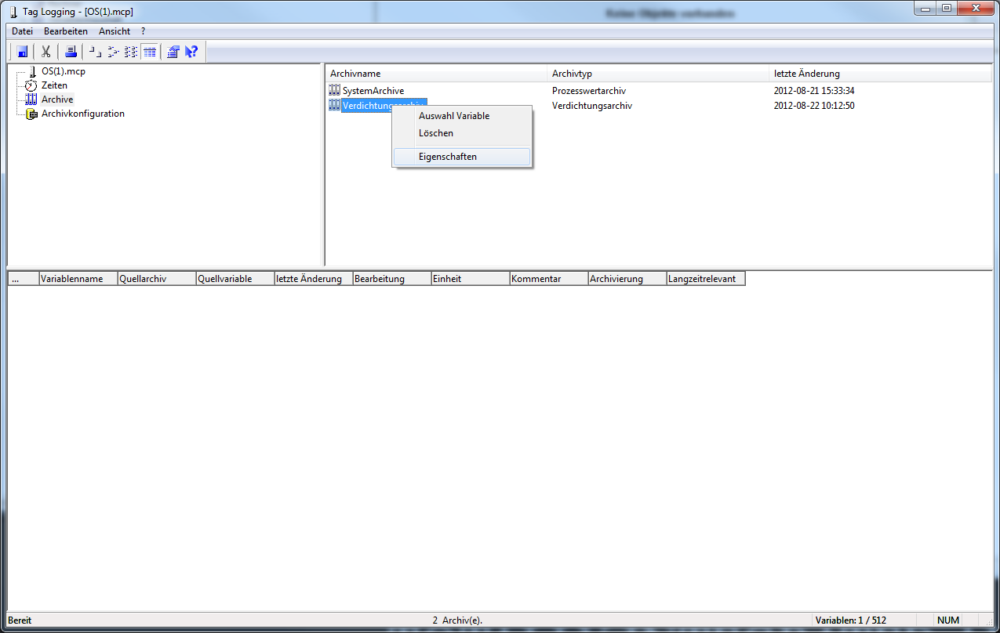 Tag Logging - [OS(1).mcp]
Keine Objekte vorhanden
Datei Bearbeiten Ansicht ?
OS(1).mcp
Zeiten
Archive
Archivkonfiguration
Archivname Archivtyp letzte Änderung
SystemArchive Prozesswertarchiv 2012-08-21 15:33:34
Verdichtungsarchiv Verdichtungsarchiv 2012-08-22 10:12:50
Auswahl Variable
Löschen
Eigenschaften
... Variablenname Quellarchiv Quellvariable letzte Änderung Bearbeitung Einheit Kommentar Archivierung Langzeitrelevant
Bereit 2 Archiv(e). Variablen: 1 / 512 NUM